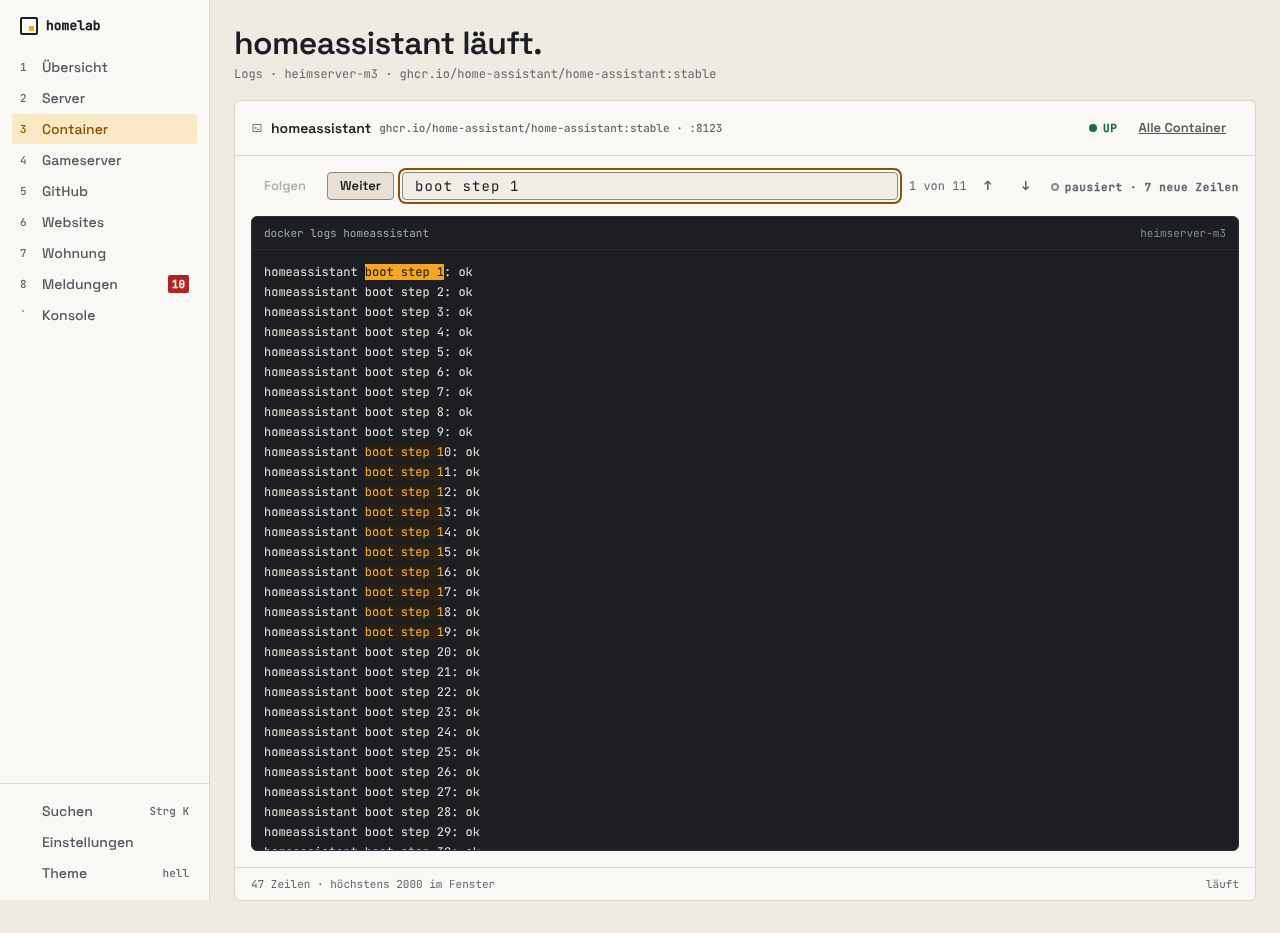 homelab
1 Übersicht
2 Server
3 Container
4 Gameserver
5 GitHub
6 Websites
7 Wohnung
8 Meldungen 10
` Konsole
Suchen Strg K
Einstellungen
Theme hell
homeassistant läuft.
Logs · heimserver-m3 · ghcr.io/home-assistant/home-assistant:stable
homeassistant ghcr.io/home-assistant/home-assistant:stable · :8123 UP Alle Container
Folgen Weiter boot step 1 1 von 11 ↑ ↓ pausiert · 7 neue Zeilen
docker logs homeassistant heimserver-m3
homeassistant boot step 1: ok
homeassistant boot step 2: ok
homeassistant boot step 3: ok
homeassistant boot step 4: ok
homeassistant boot step 5: ok
homeassistant boot step 6: ok
homeassistant boot step 7: ok
homeassistant boot step 8: ok
homeassistant boot step 9: ok
homeassistant boot step 10: ok
homeassistant boot step 11: ok
homeassistant boot step 12: ok
homeassistant boot step 13: ok
homeassistant boot step 14: ok
homeassistant boot step 15: ok
homeassistant boot step 16: ok
homeassistant boot step 17: ok
homeassistant boot step 18: ok
homeassistant boot step 19: ok
homeassistant boot step 20: ok
homeassistant boot step 21: ok
homeassistant boot step 22: ok
homeassistant boot step 23: ok
homeassistant boot step 24: ok
homeassistant boot step 25: ok
homeassistant boot step 26: ok
homeassistant boot step 27: ok
homeassistant boot step 28: ok
homeassistant boot step 29: ok
homeassistant boot step 30: ok
47 Zeilen · höchstens 2000 im Fenster läuft